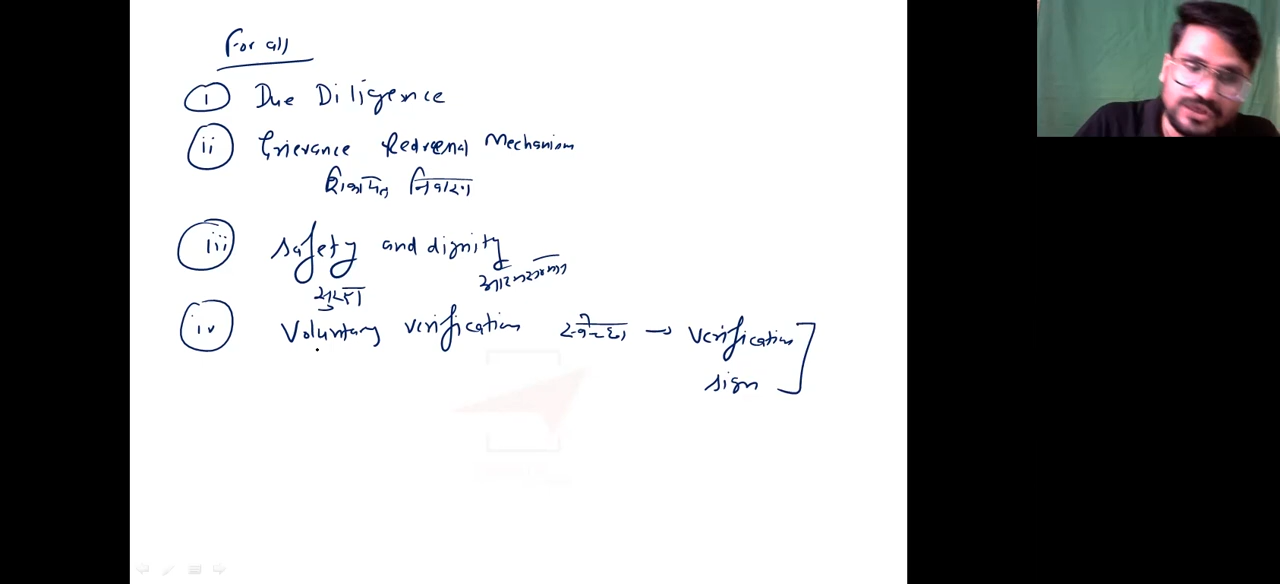 For all
i Due Diligence
ii Grievance Redressal Mechanism
शिकायत निवारण
iii safety and dignity
सुरक्षा आत्मसम्मान
iv Voluntary verification स्वेच्छा → verification
sign